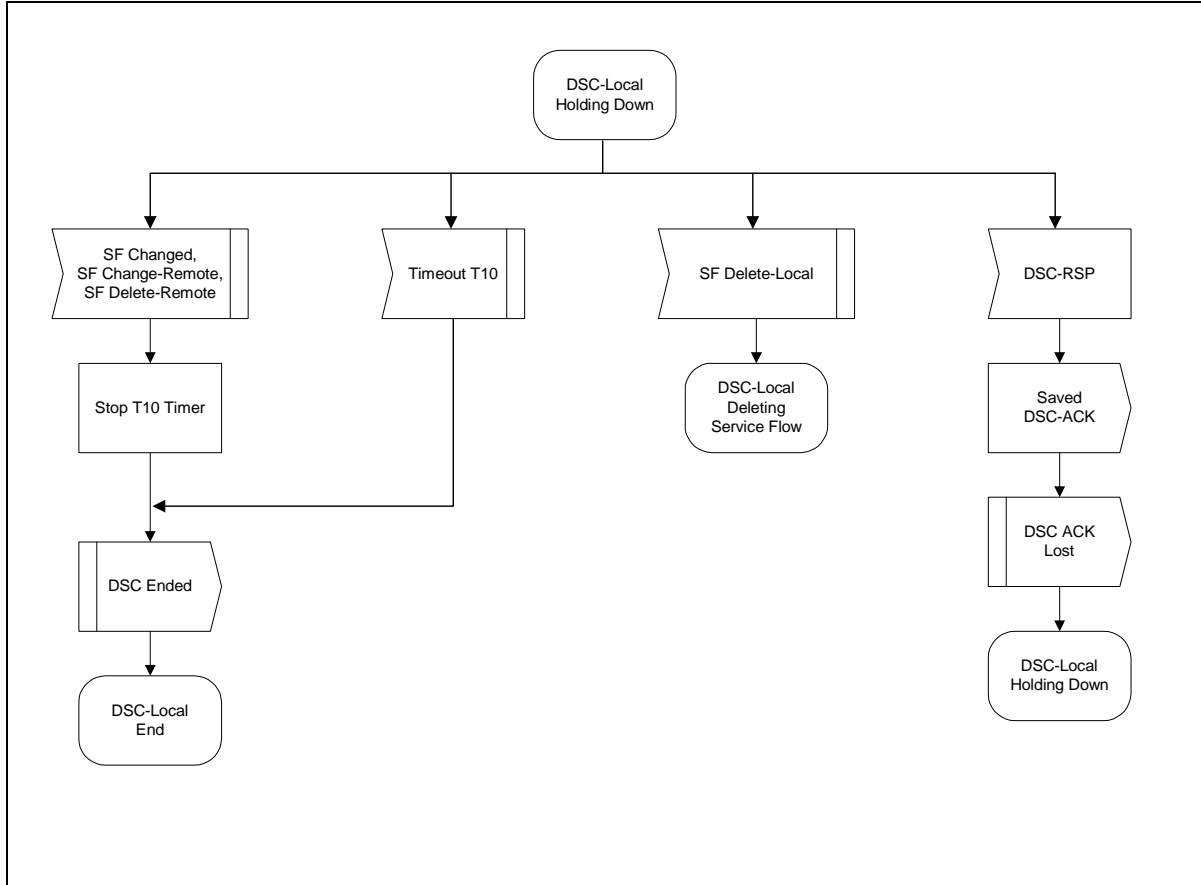 DSC-Local
Holding Down
SF Changed,
SF Change-Remote,
SF Delete-Remote
Timeout T10
SF Delete-Local
DSC-RSP
Stop T10 Timer
DSC-Local
Deleting
Service Flow
Saved
DSC-ACK
DSC Ended
DSC ACK
Lost
DSC-Local
End
DSC-Local
Holding Down